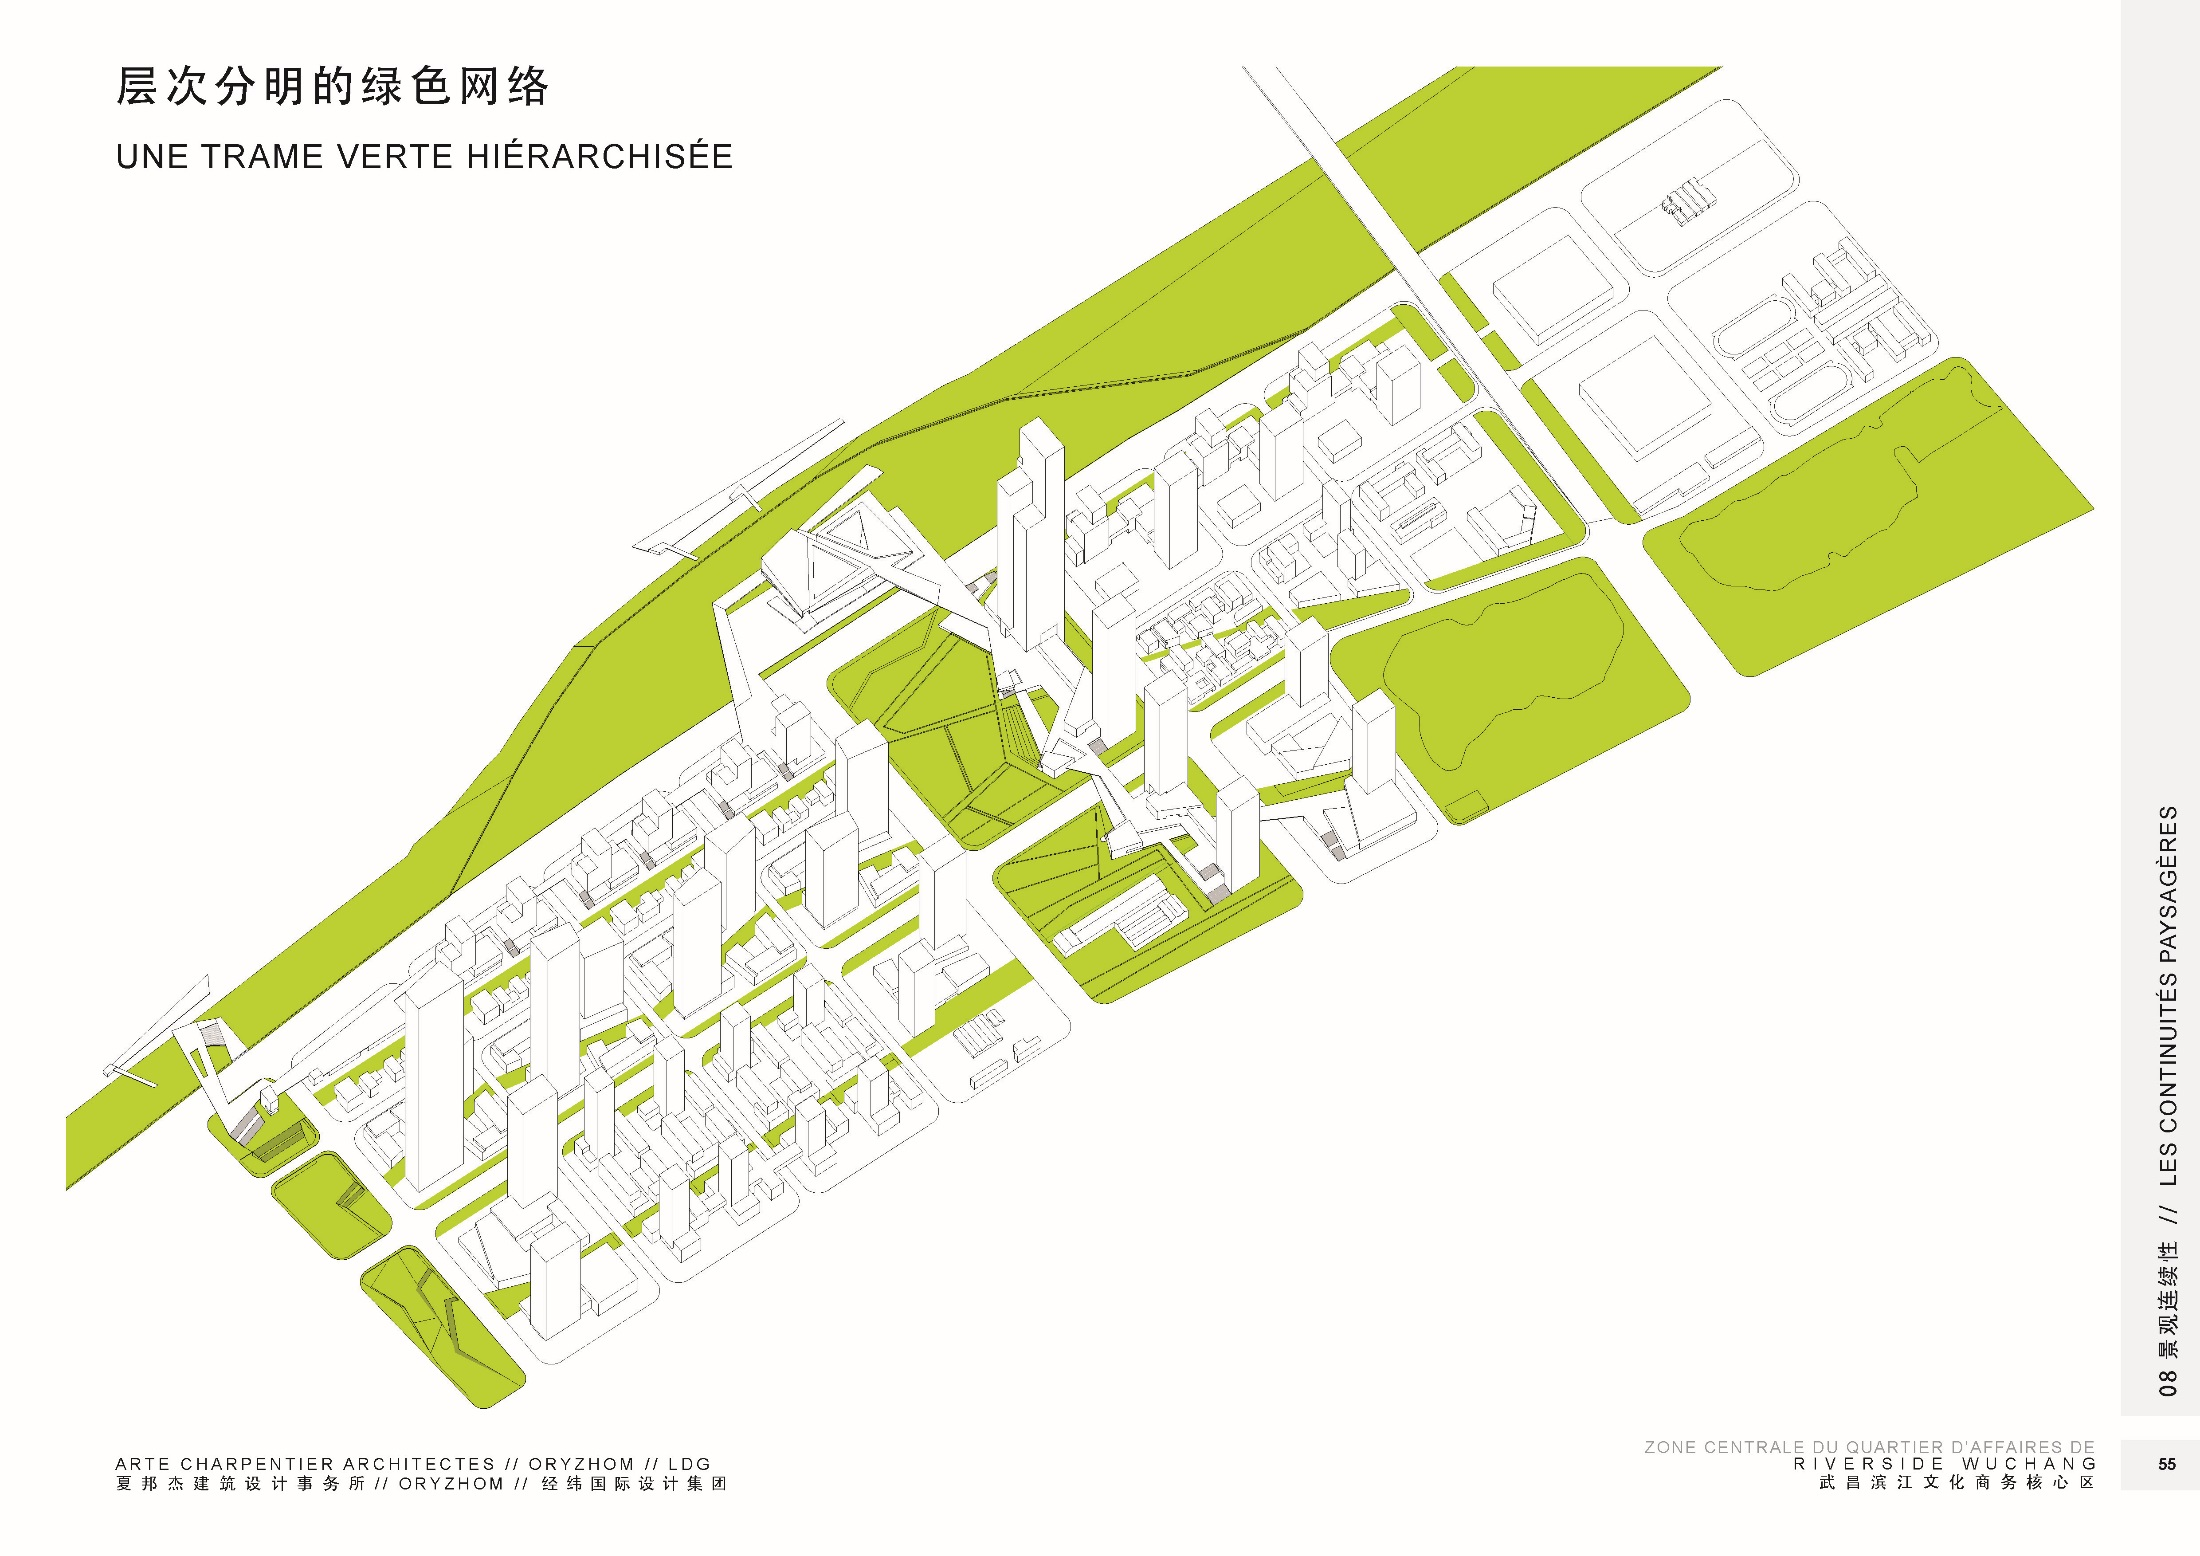 层次分明的绿色网络
UNE TRAME VERTE HIÉRARCHISÉE
08 景观连续性 // LES CONTINUITÉS PAYSAGÈRES
ARTE CHARPENTIER ARCHITECTES // ORYZHOM // LDG
夏邦杰建筑设计事务所// ORYZHOM // 经纬国际设计集团
ZONE CENTRALE DU QUARTIER D'AFFAIRES DE
RIVERSIDE WUCHANG
武昌滨江文化商务核心区
55